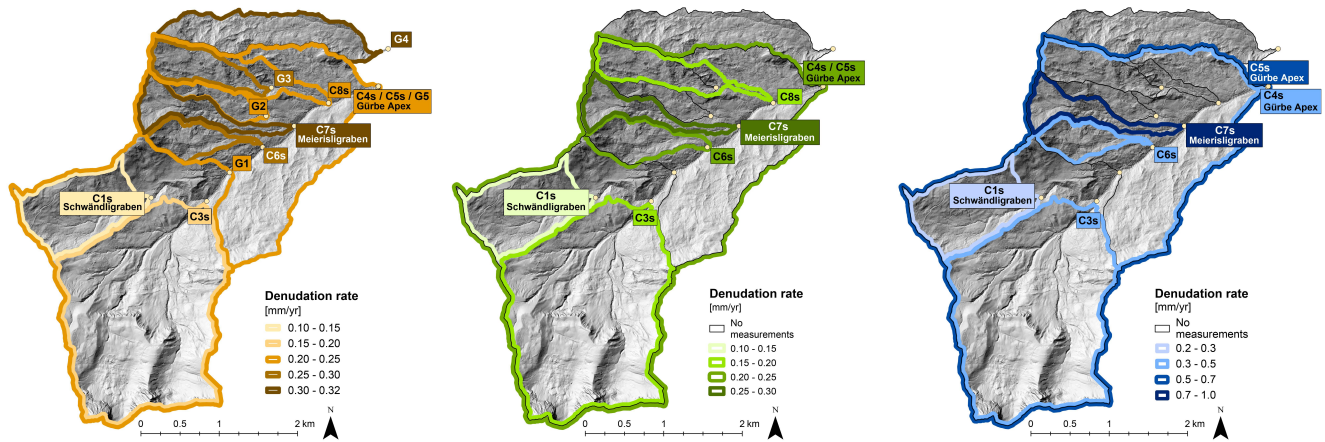 G4
G3
C8s
G2
C4s / C5s / G5
Gürbe Apex
C7s
Meierisligraben
C6s
G1
C1s
Schwändligraben
C3s
Denudation rate
[mm/yr]
0.10 - 0.15
0.15 - 0.20
0.20 - 0.25
0.25 - 0.30
0.30 - 0.32
0 0.5 1 2 km
N
C4s / C5s
Gürbe Apex
C8s
C7s
Meierisligraben
C6s
C1s
Schwändligraben
C3s
Denudation rate
[mm/yr]
No
measurements
0.10 - 0.15
0.15 - 0.20
0.20 - 0.25
0.25 - 0.30
0 0.5 1 2 km
N
C5s
Gürbe Apex
C4s
Gürbe Apex
C7s
Meierisligraben
C6s
C1s
Schwändligraben
C3s
Denudation rate
[mm/yr]
No
measurements
0.2 - 0.3
0.3 - 0.5
0.5 - 0.7
0.7 - 1.0
0 0.5 1 2 km
N